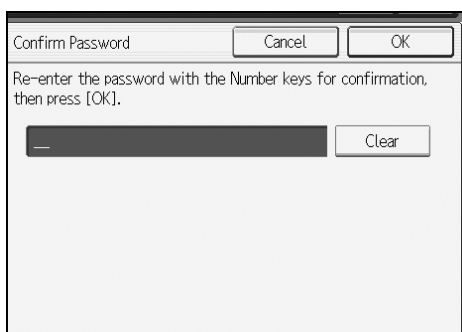 Confirm Password Cancel OK
Re-enter the password with the Number keys for confirmation,
then press [OK].
Clear